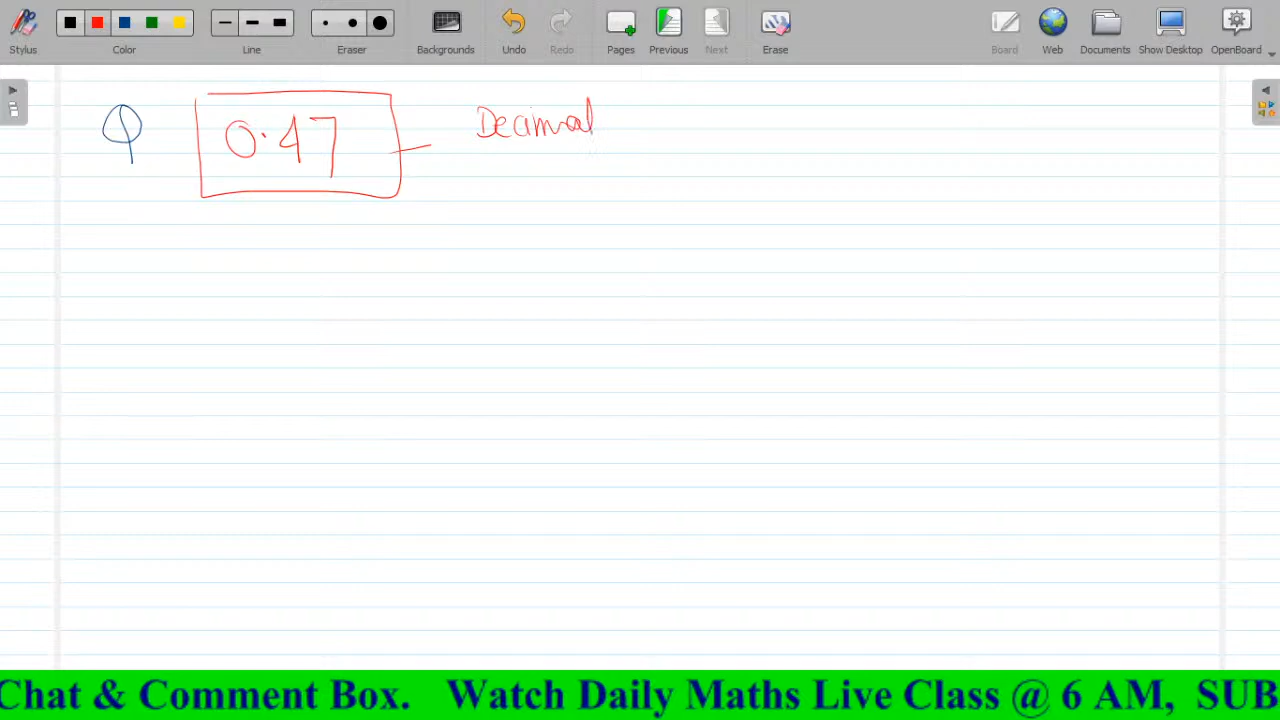 Stylus Color Line Eraser Backgrounds Undo Redo Pages Previous Next Erase Board Web Documents Show Desktop OpenBoard
Q 0.47 Decimal
Chat & Comment Box. Watch Daily Maths Live Class @ 6 AM, SUB